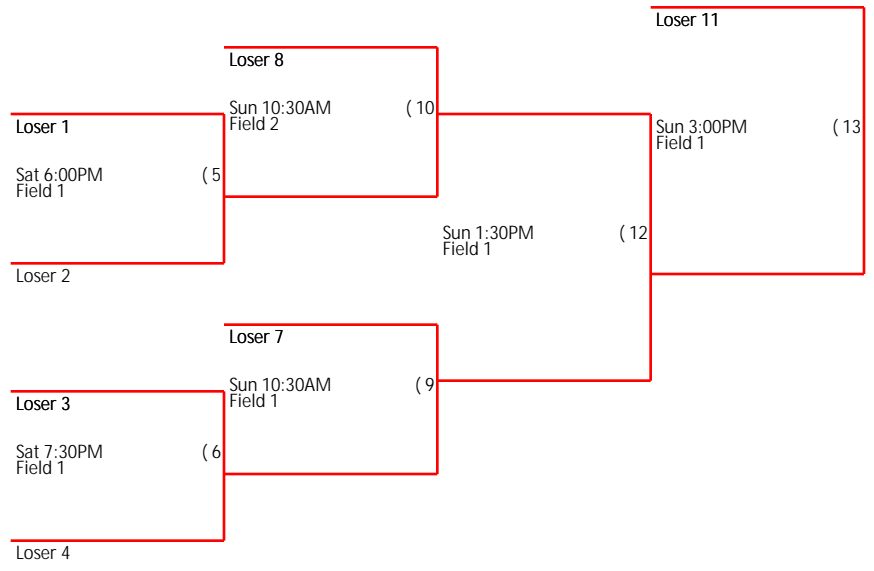 Loser 11
Loser 8
Sun 10:30AM ( 10
Field 2
Loser 1
Sun 3:00PM ( 13
Field 1
Sat 6:00PM ( 5
Field 1
Sun 1:30PM ( 12
Field 1
Loser 2
Loser 7
Sun 10:30AM ( 9
Field 1
Loser 3
Sat 7:30PM ( 6
Field 1
Loser 4